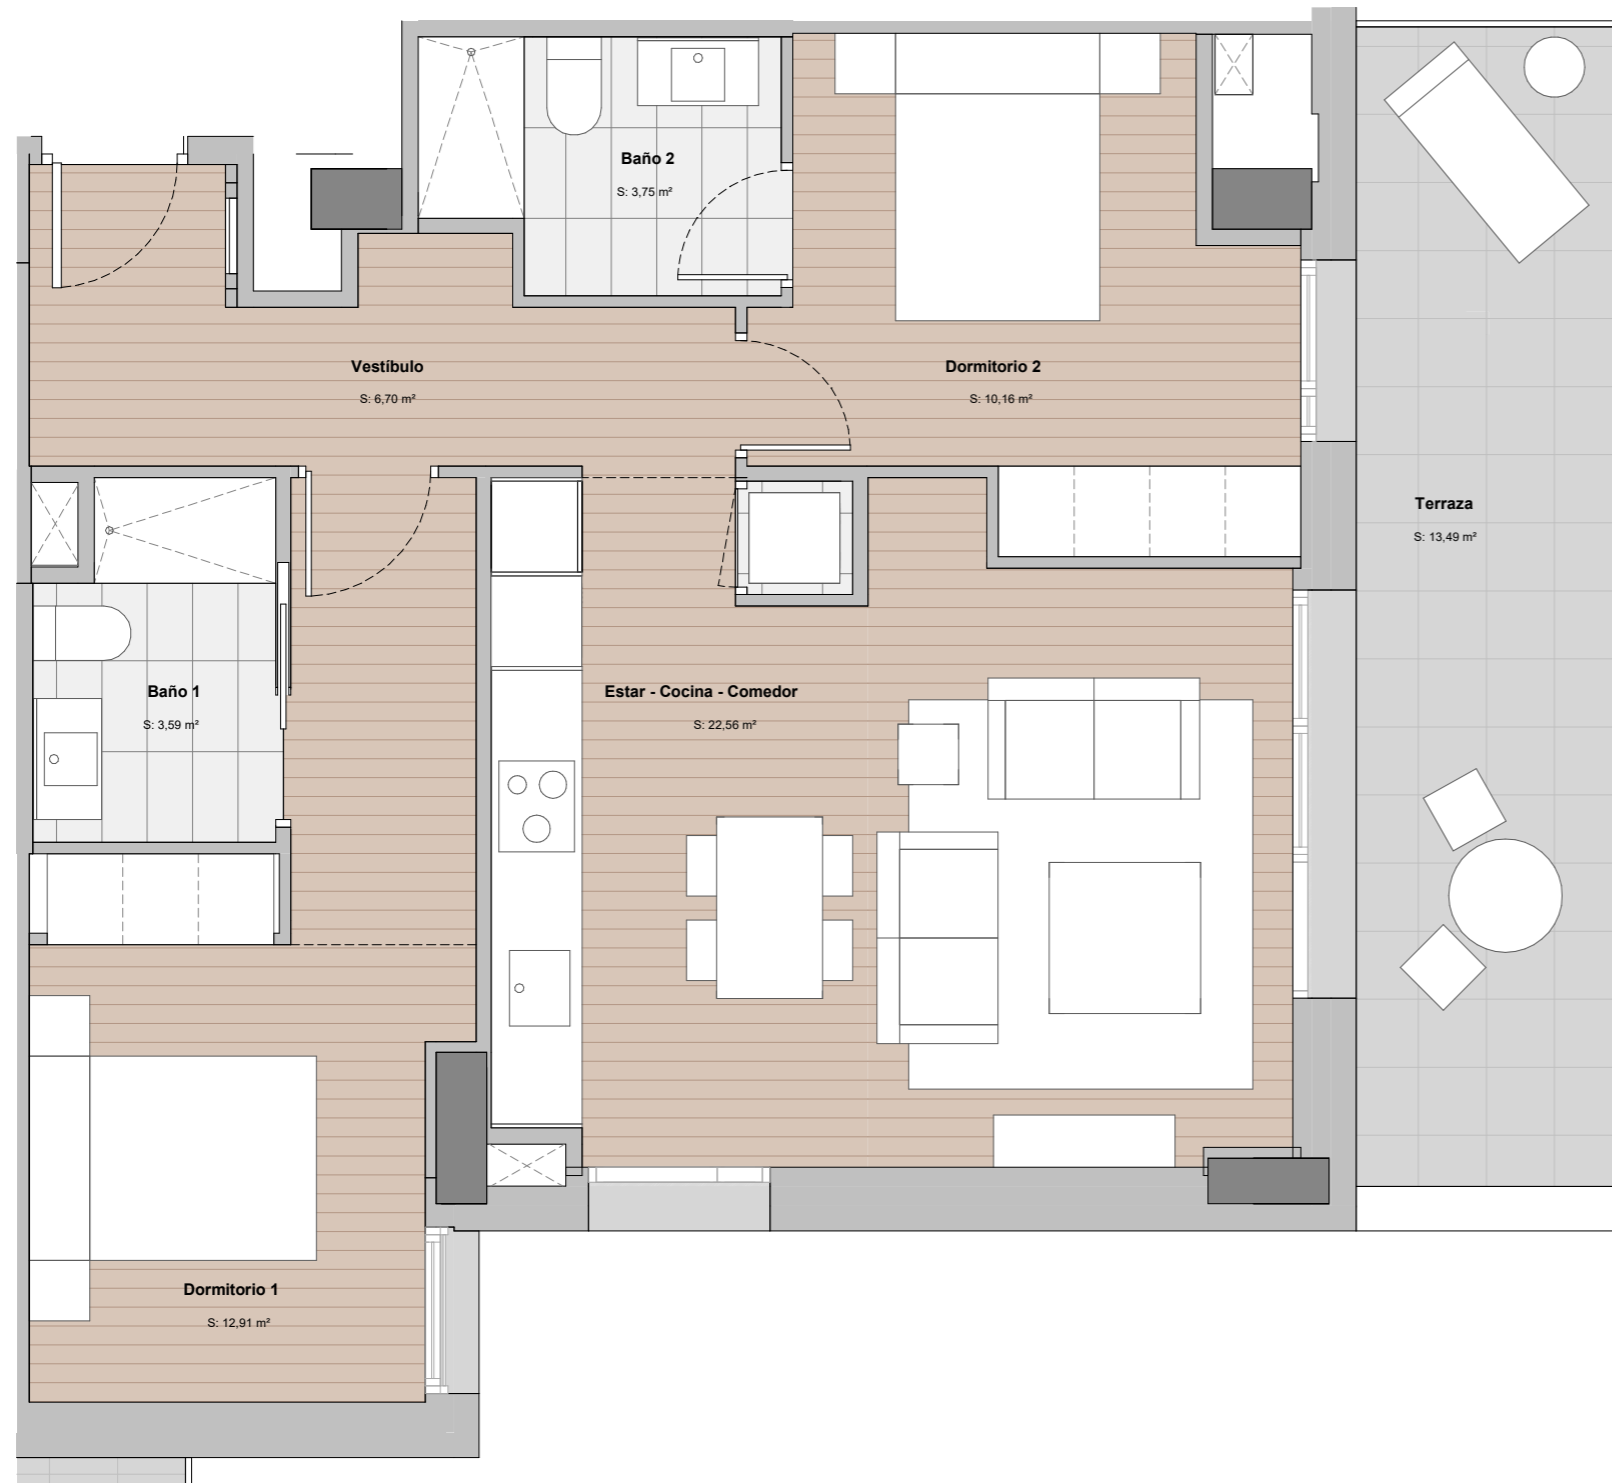 Baño 2
S: 3,75 m²
Vestíbulo
S: 6,70 m²
Dormitorio 2
S: 10,16 m²
Terraza
S: 13,49 m²
Baño 1
S: 3,59 m²
Estar - Cocina - Comedor
S: 22,56 m²
Dormitorio 1
S: 12,91 m²